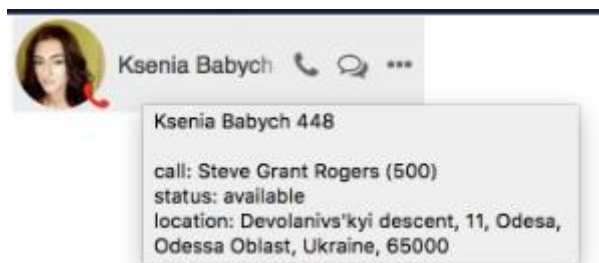 Ksenia Babych
Ksenia Babych 448
call: Steve Grant Rogers (500)
status: available
location: Devolanivs'kyi descent, 11, Odesa,
Odessa Oblast, Ukraine, 65000